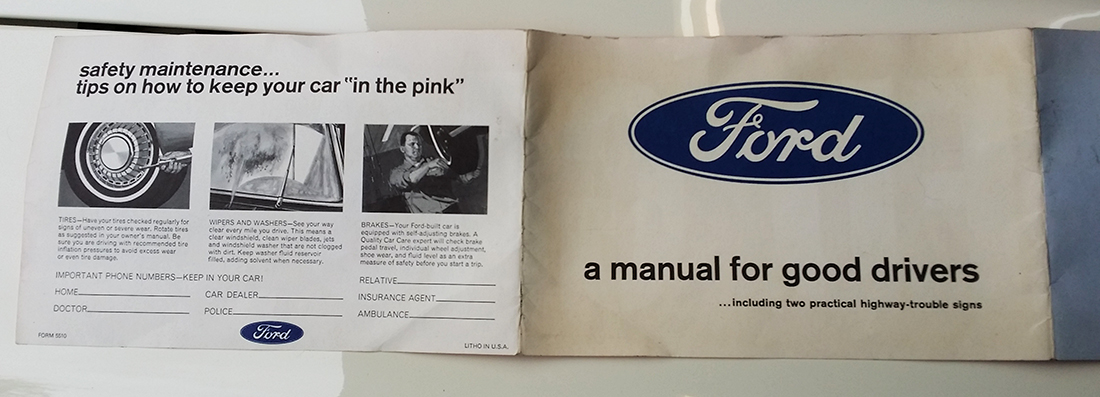 safety maintenance...
tips on how to keep your car "in the pink"
TIRES—Have your tires checked regularly for
signs of uneven or severe wear. Rotate tires
as suggested in your owner's manual. Be
sure you are driving with recommended tire
inflation pressures to avoid excess wear
or even tire damage.
WIPERS AND WASHERS—See your way
clear every mile you drive. This means a
clear windshield, clean wiper blades, jets
and windshield washer that are not clogged
with dirt. Keep washer fluid reservoir
filled, adding solvent when necessary.
BRAKES—Your Ford-built car is
equipped with self-adjusting brakes. A
Quality Car Care expert will check brake
pedal travel, individual wheel adjustment,
shoe wear, and fluid level as an extra
measure of safety before you start a trip.
IMPORTANT PHONE NUMBERS—KEEP IN YOUR CAR!
HOME
DOCTOR
CAR DEALER
POLICE
RELATIVE
INSURANCE AGENT
AMBULANCE
FORM 5510
Ford
LITHO IN U.S.A.
Ford
a manual for good drivers
...including two practical highway-trouble signs